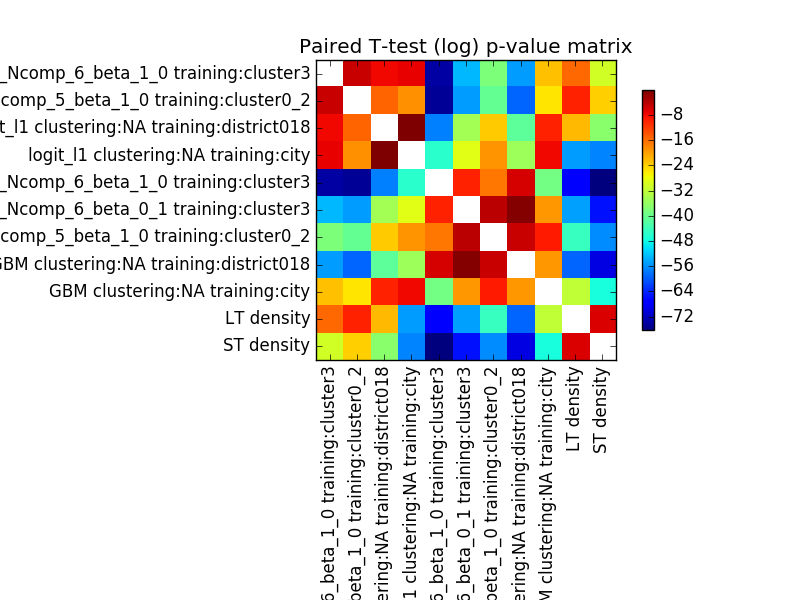 Paired T-test (log) p-value matrix
_Ncomp_6_beta_1_0 training:cluster3
comp_5_beta_1_0 training:cluster0_2
t_l1 clustering:NA training:district018
logit_l1 clustering:NA training:city
_Ncomp_6_beta_1_0 training:cluster3
_Ncomp_6_beta_0_1 training:cluster3
comp_5_beta_1_0 training:cluster0_2
GBM clustering:NA training:district018
GBM clustering:NA training:city
LT density
ST density
6_beta_1_0 training:cluster3
beta_1_0 training:cluster0_2
ering:NA training:district018
1 clustering:NA training:city
6_beta_1_0 training:cluster3
6_beta_0_1 training:cluster3
beta_1_0 training:cluster0_2
ering:NA training:district018
M clustering:NA training:city
LT density
ST density
−8
−16
−24
−32
−40
−48
−56
−64
−72